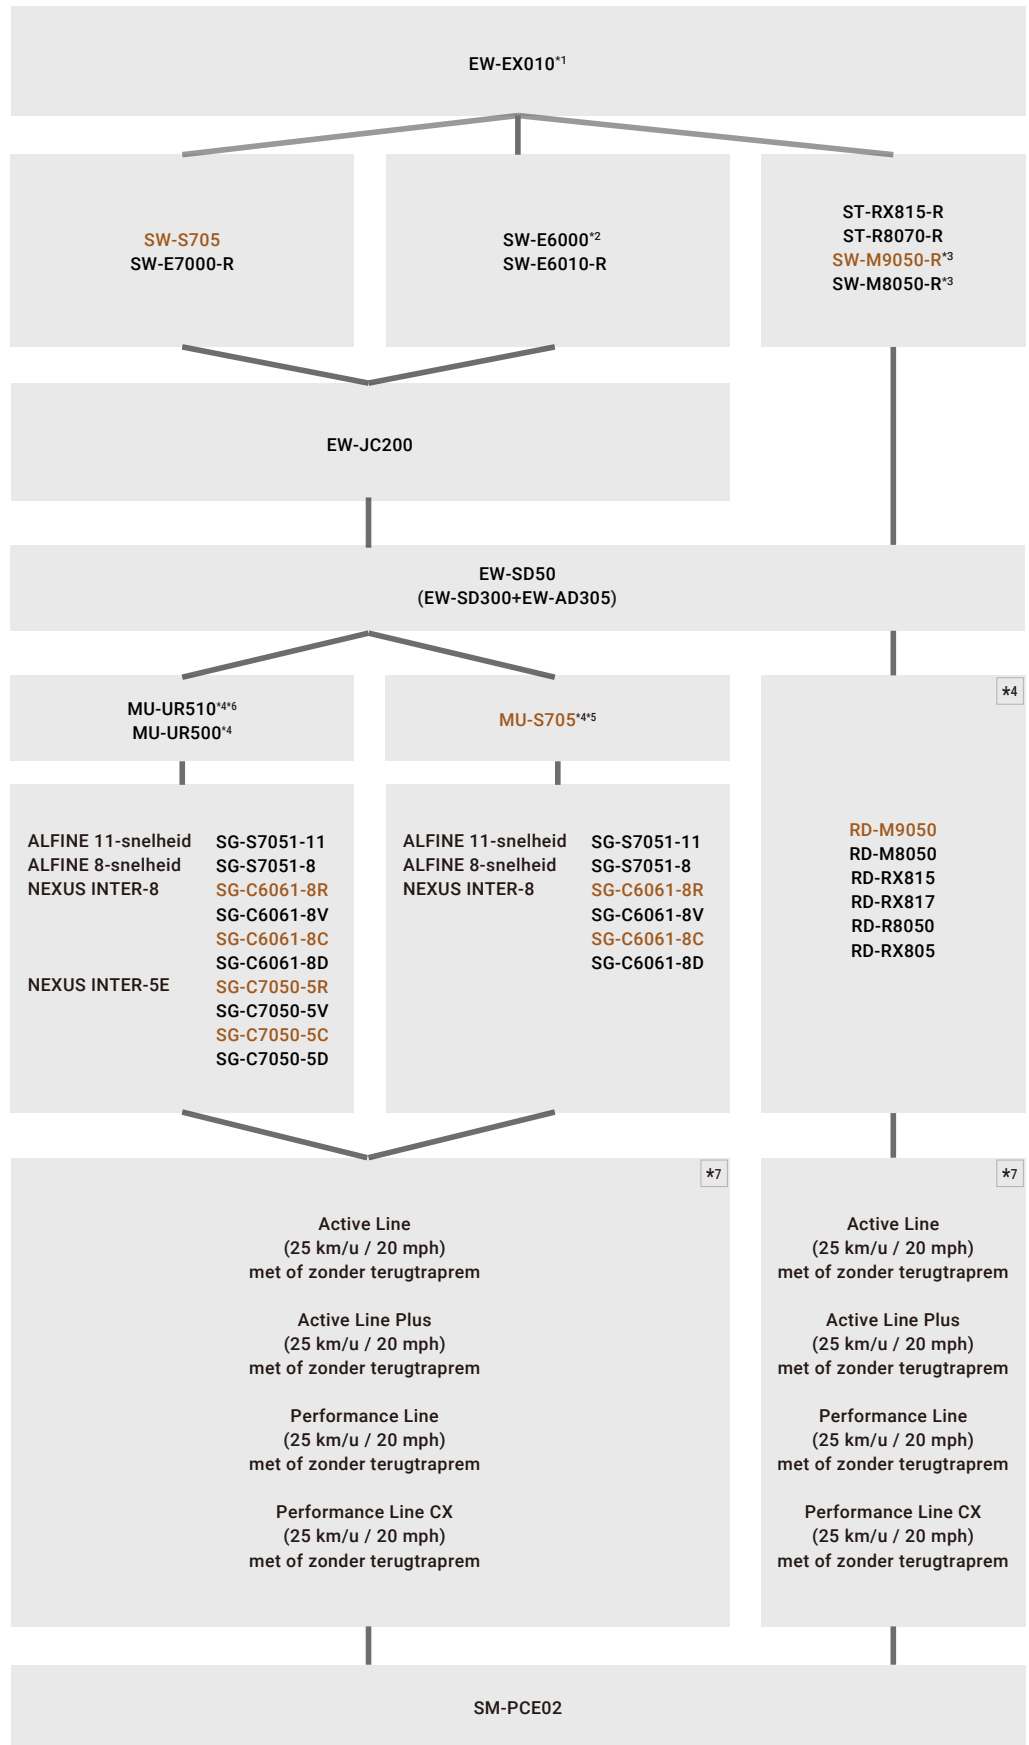 EW-EX010*1
SW-S705
SW-E7000-R
SW-E6000*2
SW-E6010-R
ST-RX815-R
ST-R8070-R
SW-M9050-R*3
SW-M8050-R*3
EW-JC200
EW-SD50
(EW-SD300+EW-AD305)
MU-UR510*4*6
MU-UR500*4
MU-S705*4*5
*4
RD-M9050
RD-M8050
RD-RX815
RD-RX817
RD-R8050
RD-RX805
ALFINE 11-snelheid SG-S7051-11
ALFINE 8-snelheid SG-S7051-8
NEXUS INTER-8 SG-C6061-8R
SG-C6061-8V
SG-C6061-8C
SG-C6061-8D
NEXUS INTER-5E SG-C7050-5R
SG-C7050-5V
SG-C7050-5C
SG-C7050-5D
ALFINE 11-snelheid SG-S7051-11
ALFINE 8-snelheid SG-S7051-8
NEXUS INTER-8 SG-C6061-8R
SG-C6061-8V
SG-C6061-8C
SG-C6061-8D
*7
Active Line
(25 km/u / 20 mph)
met of zonder terugtraprem
Active Line Plus
(25 km/u / 20 mph)
met of zonder terugtraprem
Performance Line
(25 km/u / 20 mph)
met of zonder terugtraprem
Performance Line CX
(25 km/u / 20 mph)
met of zonder terugtraprem
*7
Active Line
(25 km/u / 20 mph)
met of zonder terugtraprem
Active Line Plus
(25 km/u / 20 mph)
met of zonder terugtraprem
Performance Line
(25 km/u / 20 mph)
met of zonder terugtraprem
Performance Line CX
(25 km/u / 20 mph)
met of zonder terugtraprem
SM-PCE02